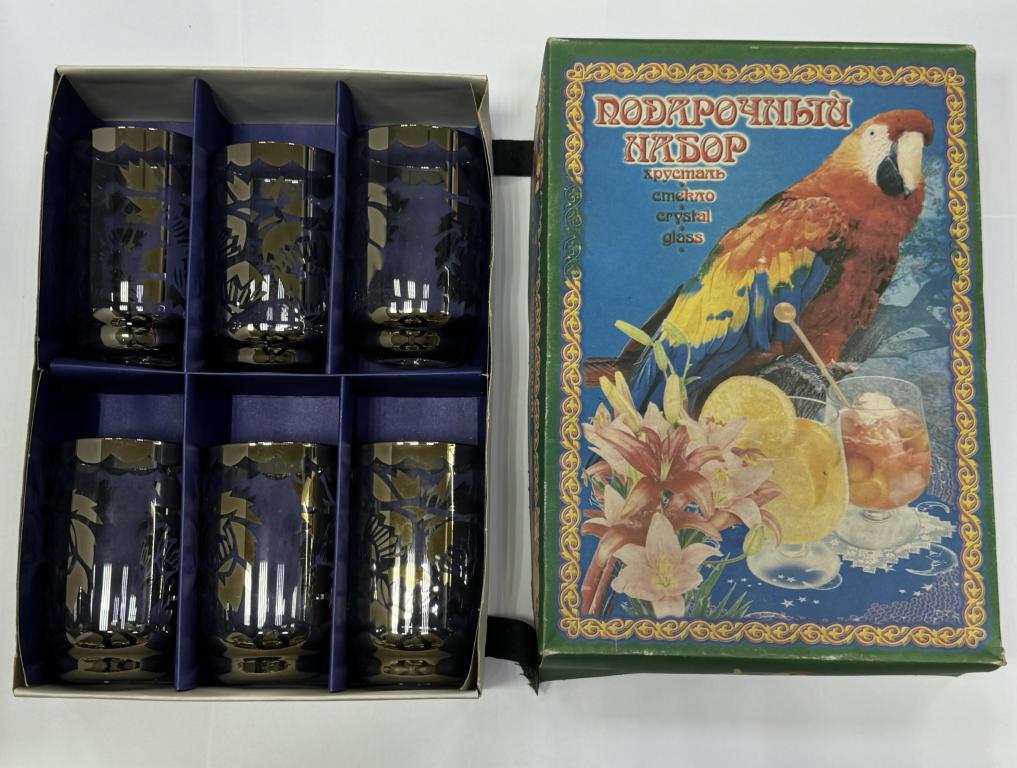 ПОДАРОЧНЫЙ
НАБОР
хрусталь
стекло
crystal
glass